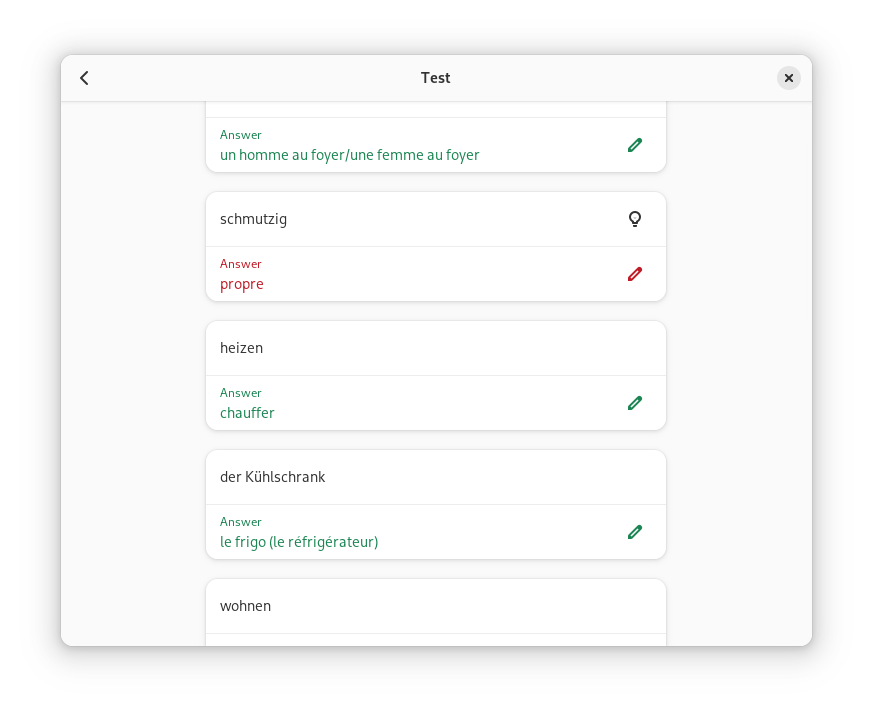 Test
Answer
un homme au foyer/une femme au foyer
schmutzig
Answer
propre
heizen
Answer
chauffer
der Kühlschrank
Answer
le frigo (le réfrigérateur)
wohnen